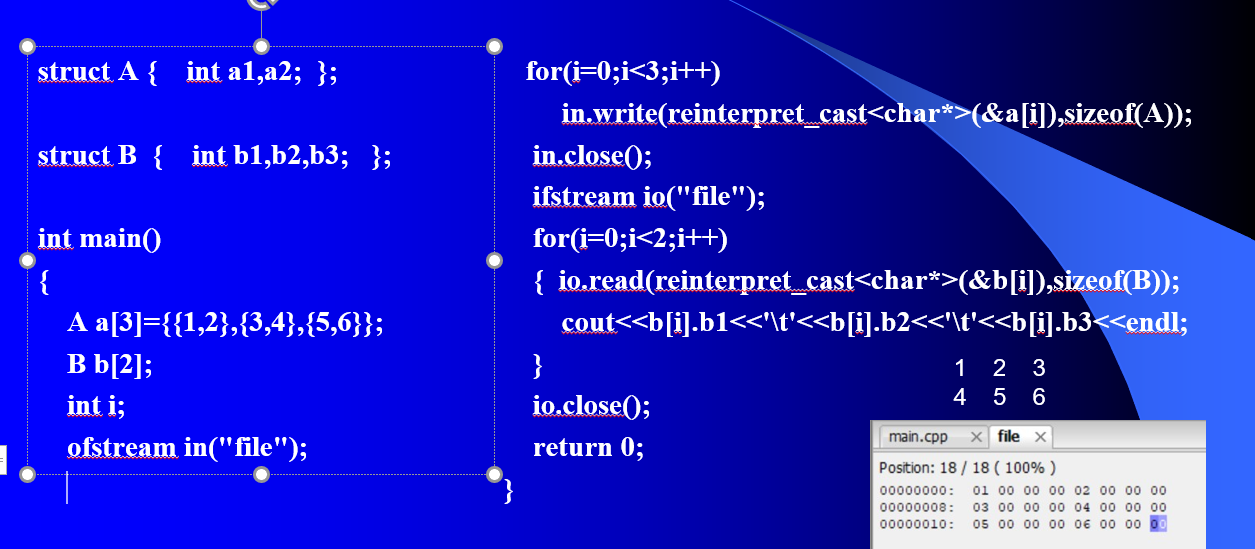 struct A {    int a1,a2;  };
struct B  {    int b1,b2,b3;   };
int main()
{
A a[3]={{1,2},{3,4},{5,6}};
B b[2];
int i;
ofstream in("file");
for(i=0;i<3;i++)
in.write(reinterpret_cast<char*>(&a[i]),sizeof(A));
in.close();
ifstream io("file");
for(i=0;i<2;i++)
{  io.read(reinterpret_cast<char*>(&b[i]),sizeof(B));
cout<<b[i].b1<<'\t'<<b[i].b2<<'\t'<<b[i].b3<<endl;
}
io.close();
return 0;
}
1 2 3
4 5 6
main.cpp file
Position: 18 / 18 ( 100% )
00000000: 01 00 00 00 02 00 00 00
00000008: 03 00 00 00 04 00 00 00
00000010: 05 00 00 00 06 00 00 00